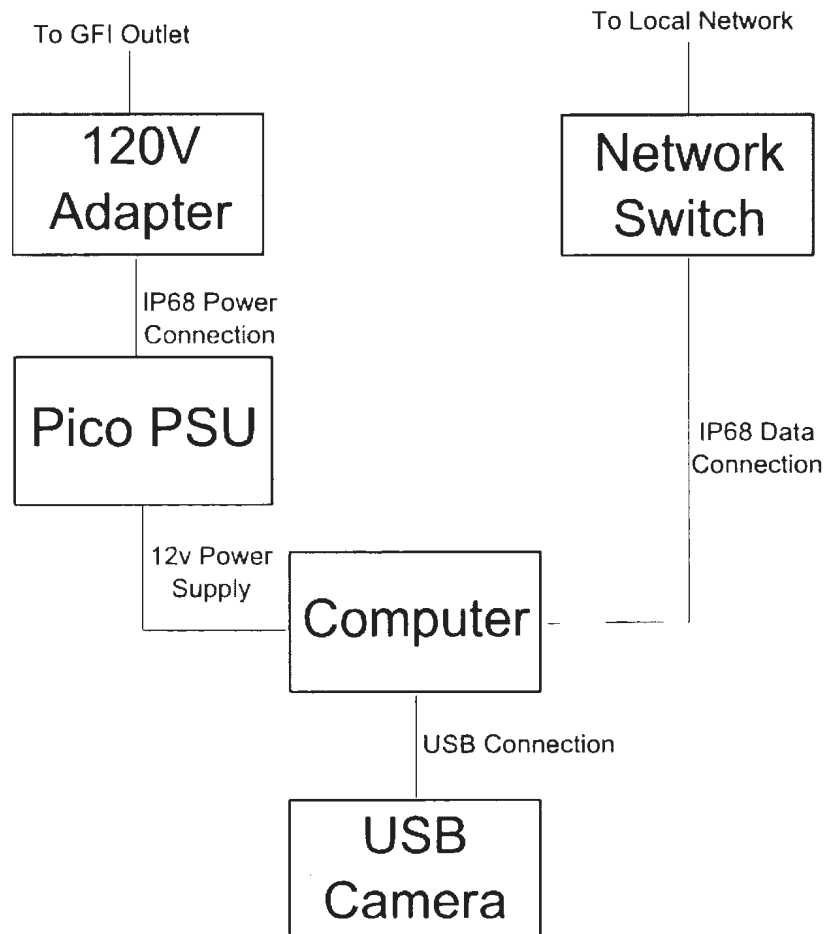 To GFI Outlet
To Local Network
120V
Adapter
Network
Switch
IP68 Power
Connection
Pico PSU
IP68 Data
Connection
12v Power
Supply
Computer
USB Connection
USB
Camera